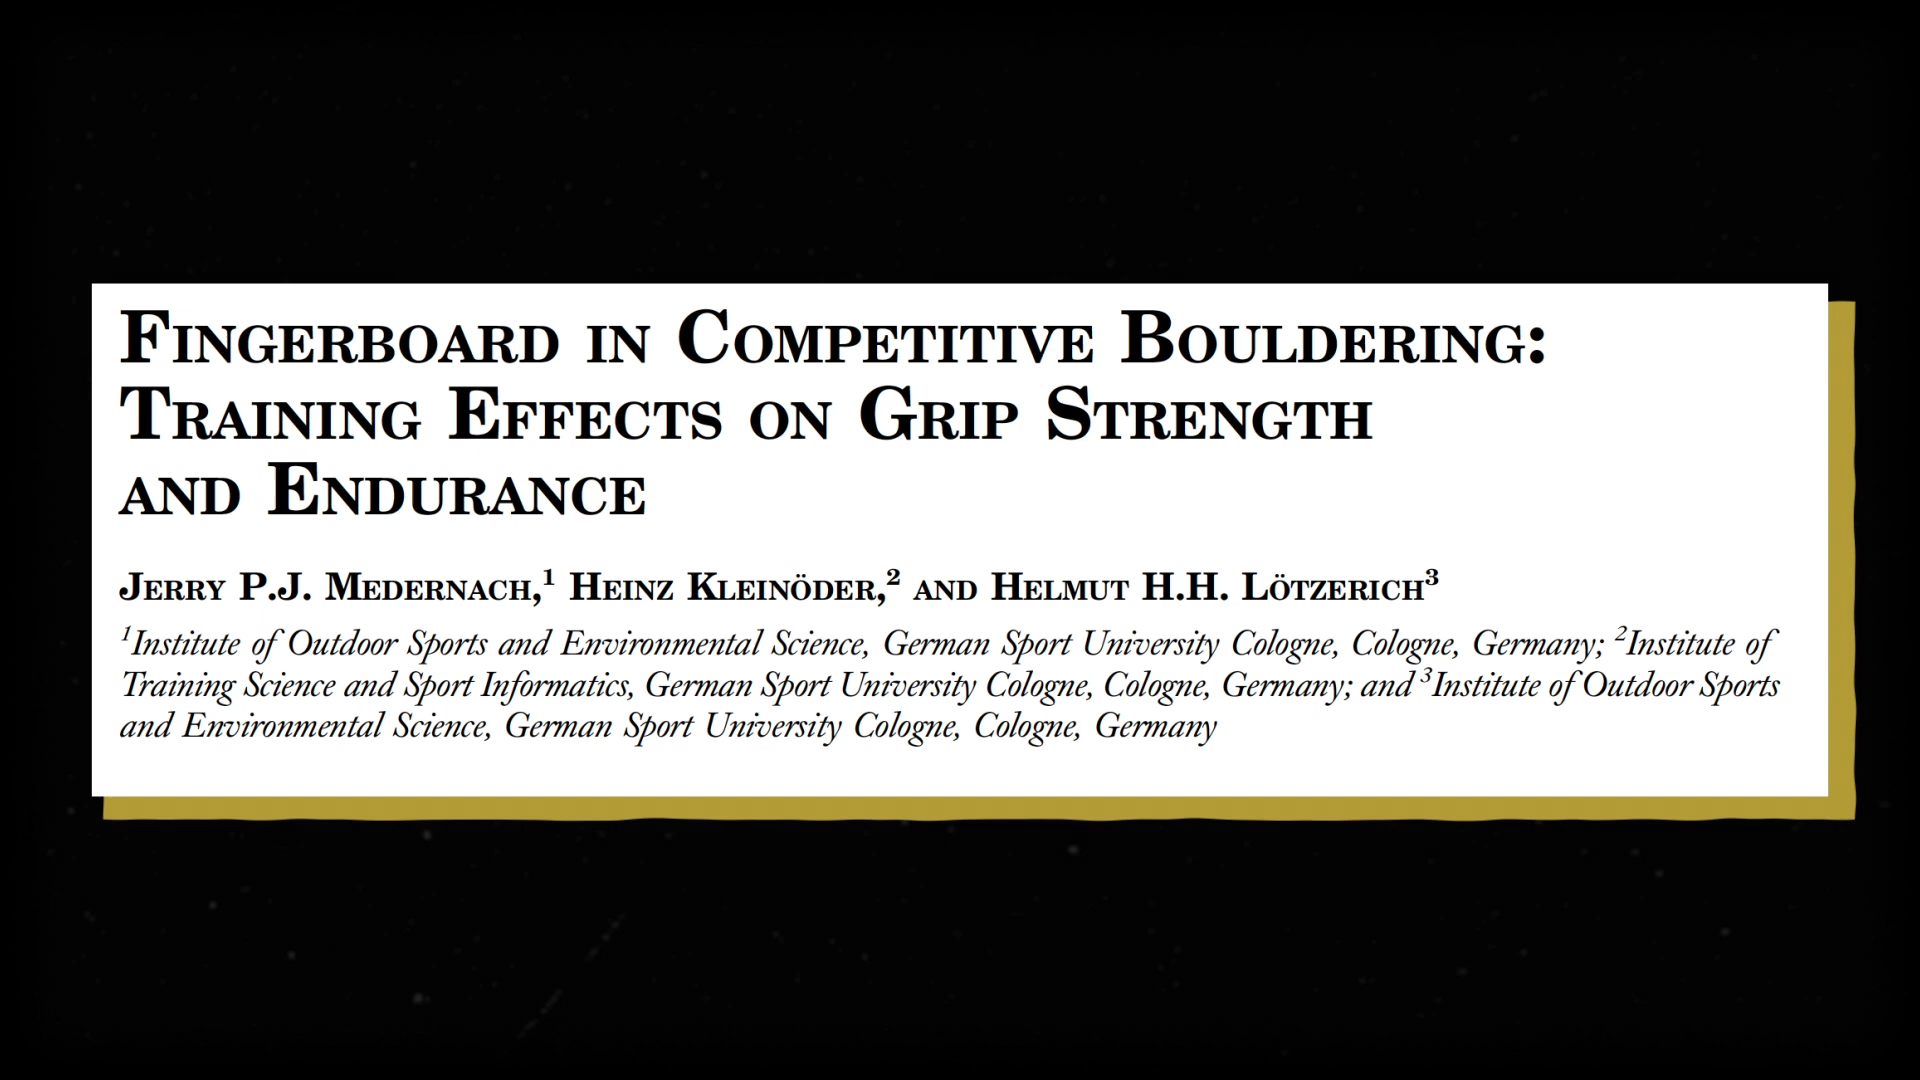 Fingerboard in Competitive Bouldering:
Training Effects on Grip Strength
and Endurance
Jerry P.J. Medernach,¹ Heinz Kleinöder,² and Helmut H.H. Lötzerich³
¹Institute of Outdoor Sports and Environmental Science, German Sport University Cologne, Cologne, Germany; ²Institute of
Training Science and Sport Informatics, German Sport University Cologne, Cologne, Germany; and ³Institute of Outdoor Sports
and Environmental Science, German Sport University Cologne, Cologne, Germany